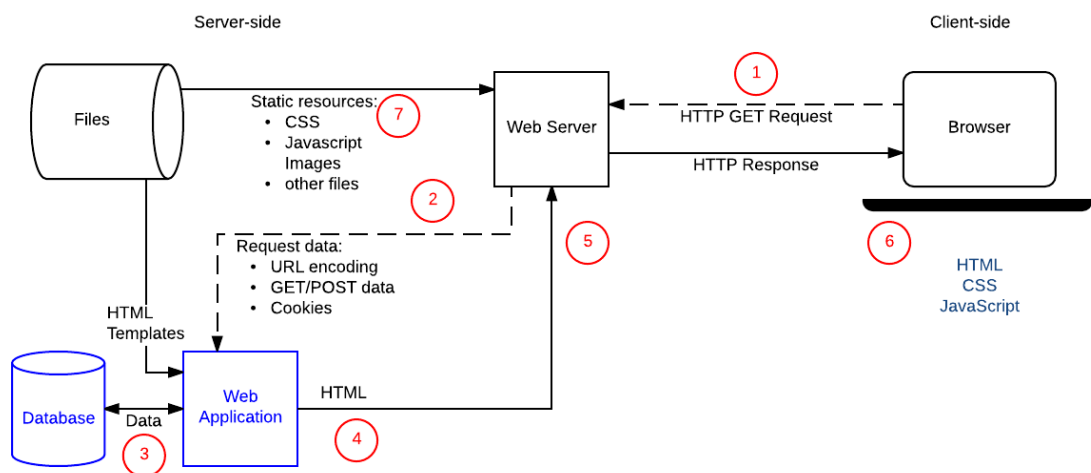 Server-side
Client-side
1
Files
Static resources:
• CSS
• Javascript
Images
• other files
7
Web Server
HTTP GET Request
HTTP Response
Browser
2
5
6
Request data:
• URL encoding
• GET/POST data
• Cookies
HTML
CSS
JavaScript
HTML
Templates
Database
Data
3
Web
Application
HTML
4